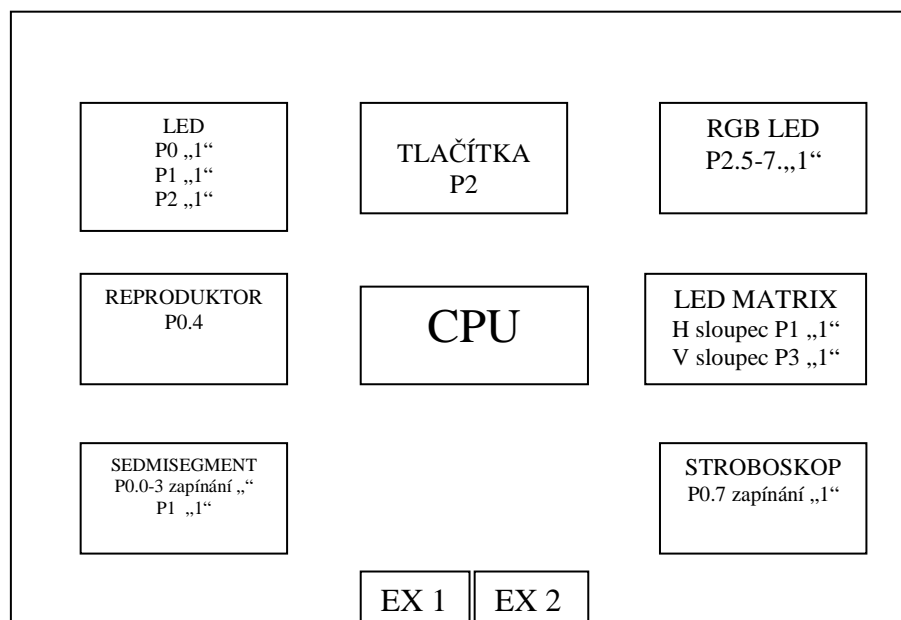 LED
P0 „1“
P1 „1“
P2 „1“
TLAČÍTKA
P2
RGB LED
P2.5-7.„1“
REPRODUKTOR
P0.4
CPU
LED MATRIX
H sloupec P1 „1“
V sloupec P3 „1“
SEDMISEGMENT
P0.0-3 zapínání „“
P1 „1“
STROBOSKOP
P0.7 zapínání „1“
EX 1
EX 2